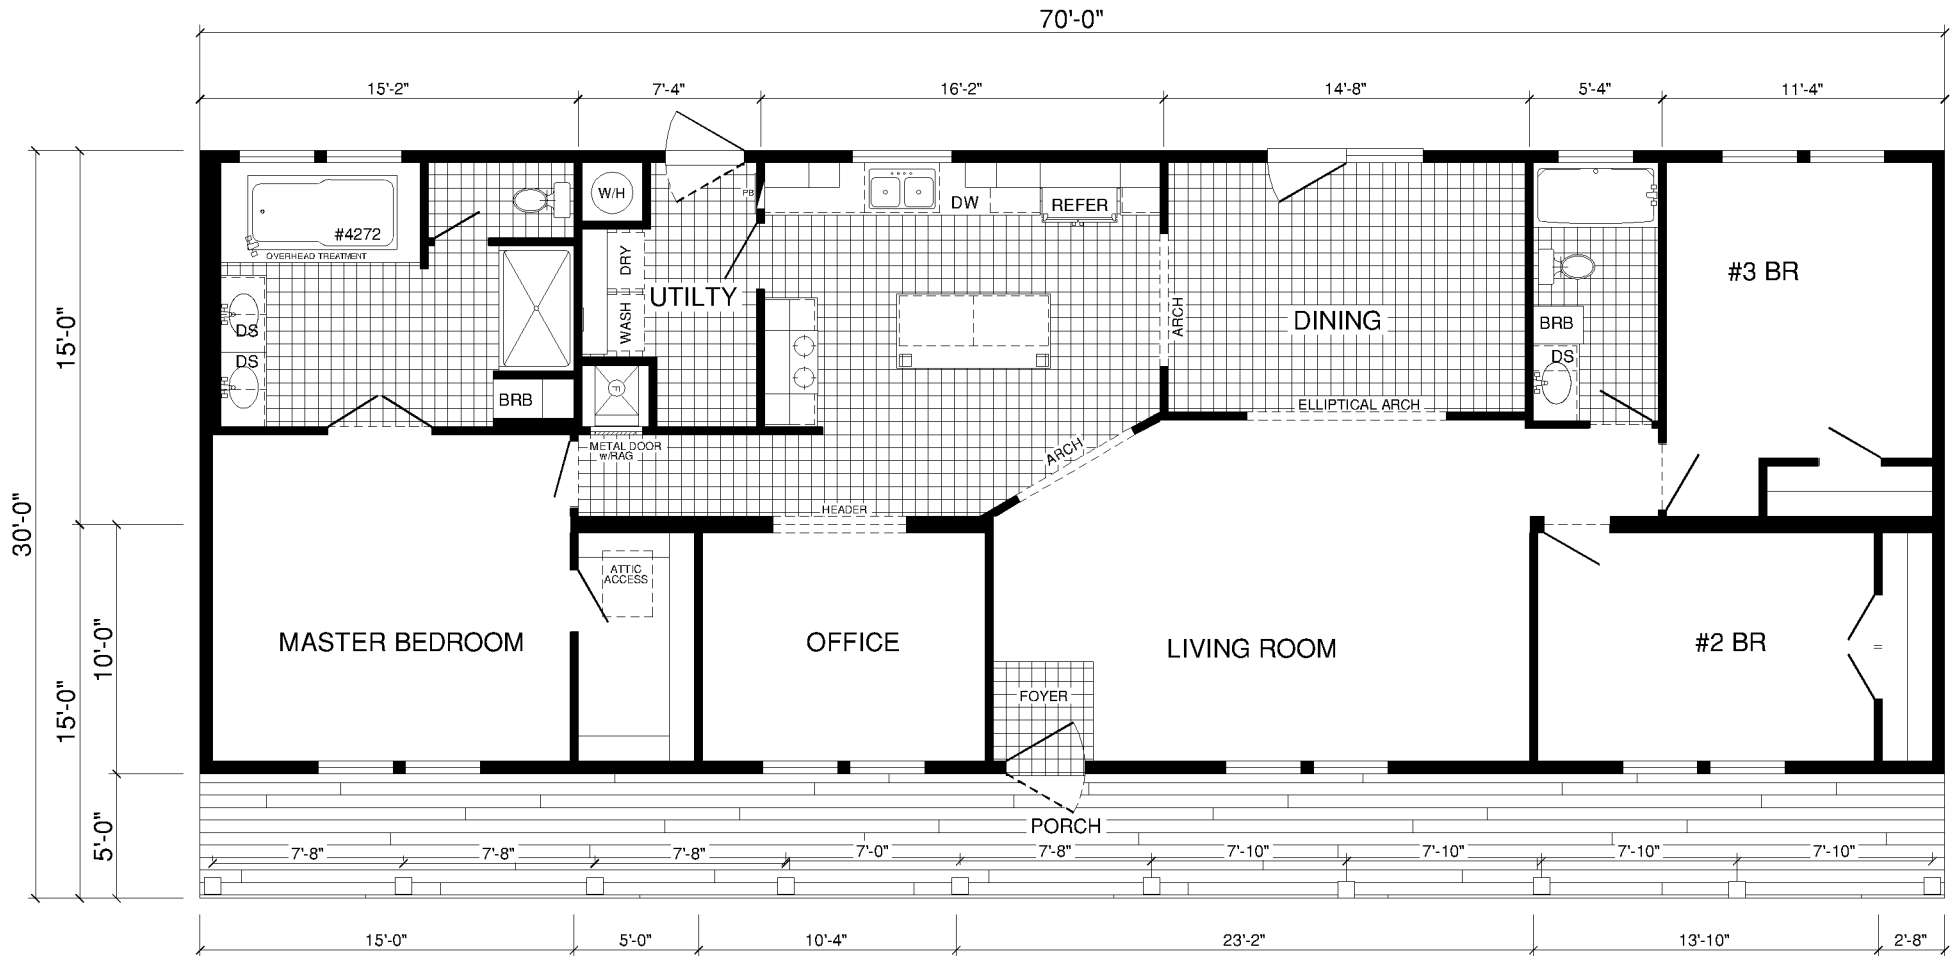 70'-0"
15'-2"
7'-4"
16'-2"
14'-8"
5'-4"
11'-4"
W/H
PB
DW
REFER
#4272
OVERHEAD TREATMENT
DRY
UTILTY
WASH
DS
DS
BRB
F
METAL DOOR
w/RAG
ARCH
DINING
ELLIPTICAL ARCH
ARCH
BRB
DS
#3 BR
HEADER
30'-0"
15'-0"
10'-0"
15'-0"
5'-0"
ATTIC
ACCESS
MASTER BEDROOM
OFFICE
LIVING ROOM
#2 BR
FOYER
PORCH
7'-8"
7'-8"
7'-8"
7'-0"
7'-8"
7'-10"
7'-10"
7'-10"
7'-10"
15'-0"
5'-0"
10'-4"
23'-2"
13'-10"
2'-8"